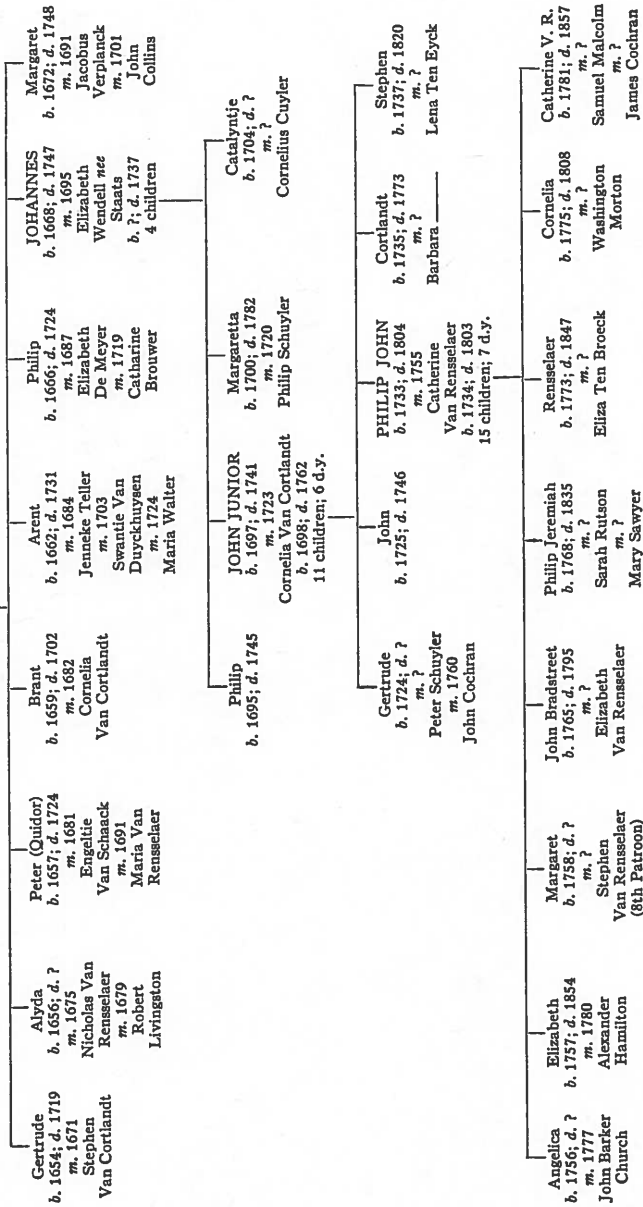 Gertrude
b. 1654; d. 1719
m. 1671
Stephen
Van Cortlandt
Alyda
b. 1656; d. ?
m. 1675
Nicholas Van
Rensselaer
m. 1679
Robert
Livingston
Peter (Quidor)
b. 1657; d. 1724
m. 1681
Engeltie
Van Schaack
m. 1691
Maria Van
Rensselaer
Brant
b. 1659; d. 1702
m. 1682
Cornelia
Van Cortlandt
Arent
b. 1662; d. 1731
m. 1684
Jenneke Teller
m. 1703
Swantie Van
Duyckhuysen
m. 1724
Maria Walter
Philip
b. 1666; d. 1724
m. 1687
Elizabeth
De Meyer
m. 1719
Catharine
Brouwer
JOHANNES
b. 1668; d. 1747
m. 1695
Elizabeth
Wendell nee
Staats
b. ?; d. 1737
4 children
Margaret
b. 1672; d. 1748
m. 1691
Jacobus
Verplanck
m. 1701
John
Collins
Philip
b. 1695; d. 1745
JOHN JUNIOR
b. 1697; d. 1741
m. 1723
Cornelia Van Cortlandt
b. 1698; d. 1762
11 children; 6 d.y.
Margaretta
b. 1700; d. 1782
m. 1720
Philip Schuyler
Catalyntje
b. 1704; d. ?
m. ?
Cornelius Cuyler
Gertrude
b. 1724; d. ?
m. ?
Peter Schuyler
m. 1760
John Cochran
John
b. 1725; d. 1746
PHILIP JOHN
b. 1733; d. 1804
m. 1755
Catherine
Van Rensselaer
b. 1734; d. 1803
15 children; 7 d.y.
Cortlandt
b. 1735; d. 1773
m. ?
Barbara ———
Stephen
b. 1737; d. 1820
m. ?
Lena Ten Eyck
Angelica
b. 1756; d. ?
m. 1777
John Barker
Church
Elizabeth
b. 1757; d. 1854
m. 1780
Alexander
Hamilton
Margaret
b. 1758; d. ?
m. ?
Stephen
Van Rensselaer
(8th Patroon)
John Bradstreet
b. 1765; d. 1795
m. ?
Elizabeth
Van Rensselaer
Philip Jeremiah
b. 1768; d. 1835
m. ?
Sarah Rutson
m. ?
Mary Sawyer
Rensselaer
b. 1773; d. 1847
m. ?
Eliza Ten Broeck
Cornelia
b. 1775; d. 1808
m. ?
Washington
Morton
Catherine V. R.
b. 1781; d. 1857
m. ?
Samuel Malcolm
m. ?
James Cochran